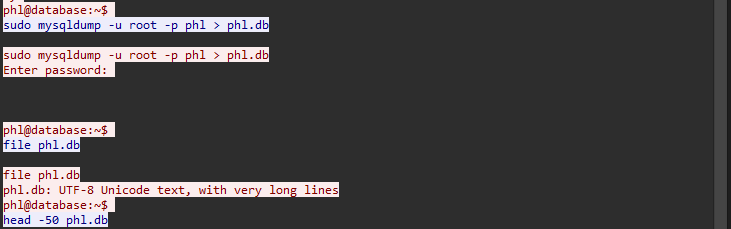 phl@database:~$
sudo mysqldump -u root -p phl > phl.db
sudo mysqldump -u root -p phl > phl.db
Enter password:
phl@database:~$
file phl.db
file phl.db
phl.db: UTF-8 Unicode text, with very long lines
phl@database:~$
head -50 phl.db